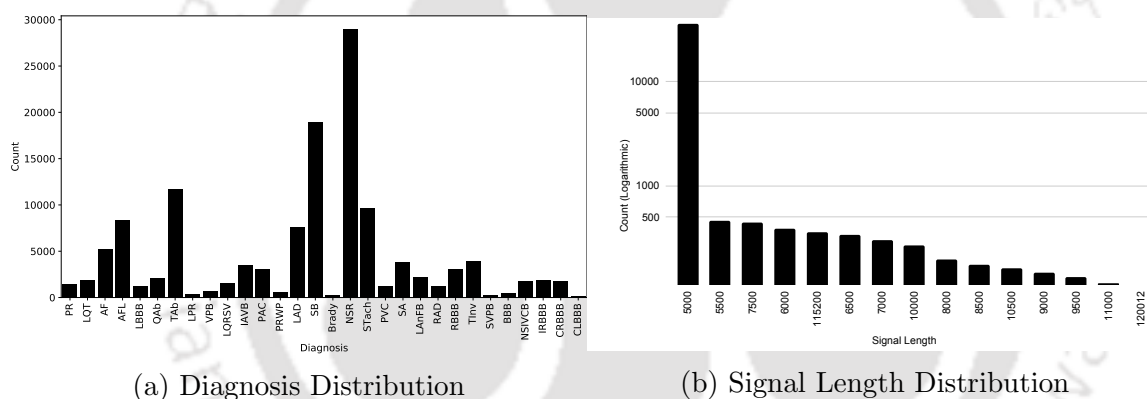 30000
25000
20000
15000
10000
5000
0
Count
PR LQT AF AFL LBBB QAb TAb LPR VPB LQRSV IAVB PAC PRWP LAD SB Brady NSR STach PVC SA LAnFB RAD RBBB TInv SVPB BBB NSIVCB IRBBB CRBBB CLBBB
Diagnosis
(a) Diagnosis Distribution
10000
5000
1000
500
Count (Logarithmic)
5000 5500 7500 6000 115200 6500 7000 10000 8000 8500 10500 9000 9500 11000 120012
Signal Length
(b) Signal Length Distribution